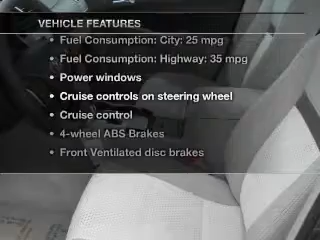 VEHICLE FEATURES
• Fuel Consumption: City: 25 mpg
• Fuel Consumption: Highway: 35 mpg
• Power windows
• Cruise controls on steering wheel
• Cruise control
• 4-wheel ABS Brakes
• Front Ventilated disc brakes